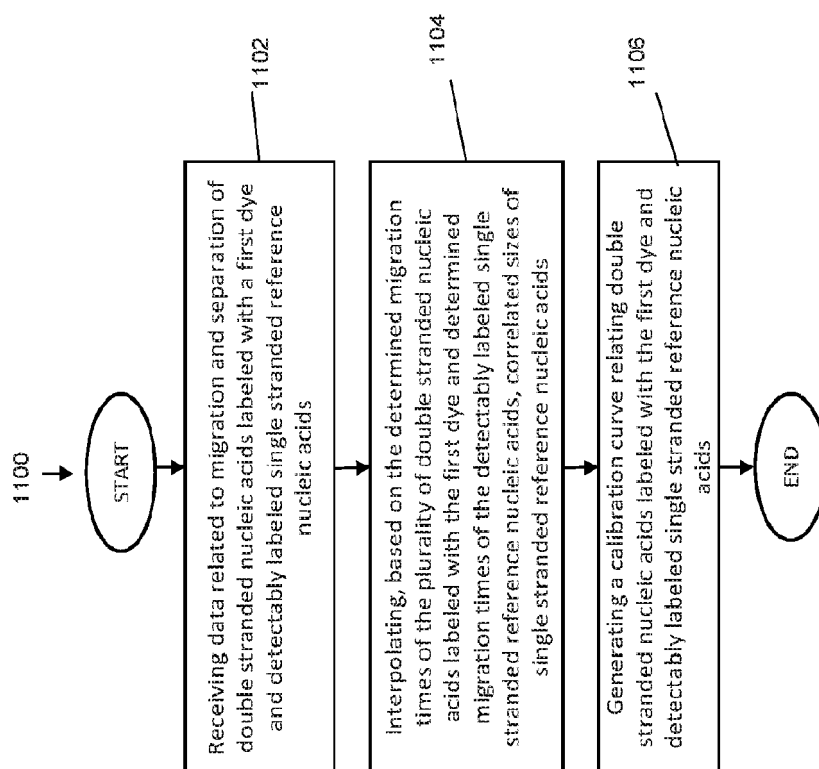 1100
START
Receiving data related to migration and separation of
double stranded nucleic acids labeled with a first dye
and detectably labeled single stranded reference
nucleic acids
1102
Interpolating, based on the determined migration
times of the plurality of double stranded nucleic
acids labeled with the first dye and determined
migration times of the detectably labeled single
stranded reference nucleic acids, correlated sizes of
single stranded reference nucleic acids
1104
Generating a calibration curve relating double
stranded nucleic acids labeled with the first dye and
detectably labeled single stranded reference nucleic
acids
1106
END